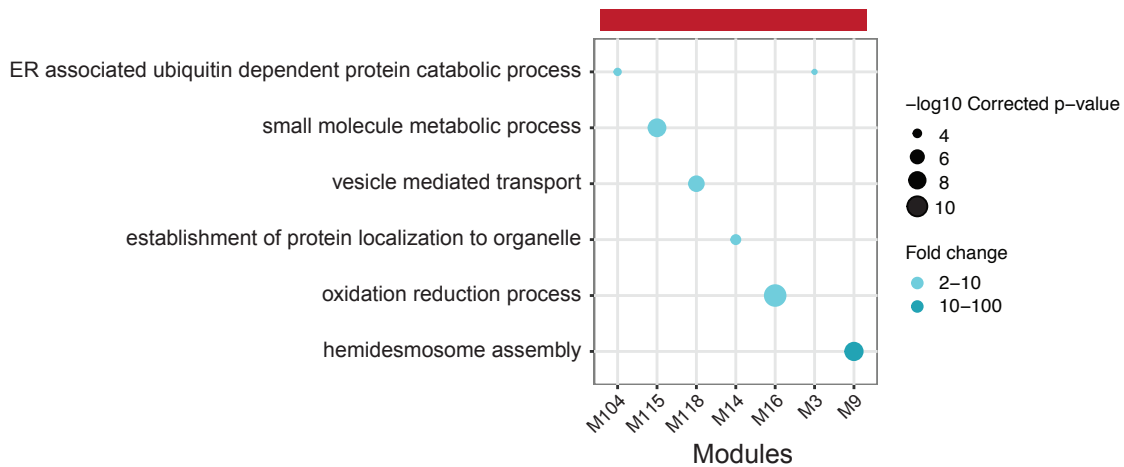 ER associated ubiquitin dependent protein catabolic process
small molecule metabolic process
vesicle mediated transport
establishment of protein localization to organelle
oxidation reduction process
hemidesmosome assembly
M104
M115
M118
M14
M16
M3
M9
Modules
−log10 Corrected p−value
4
6
8
10
Fold change
2−10
10−100